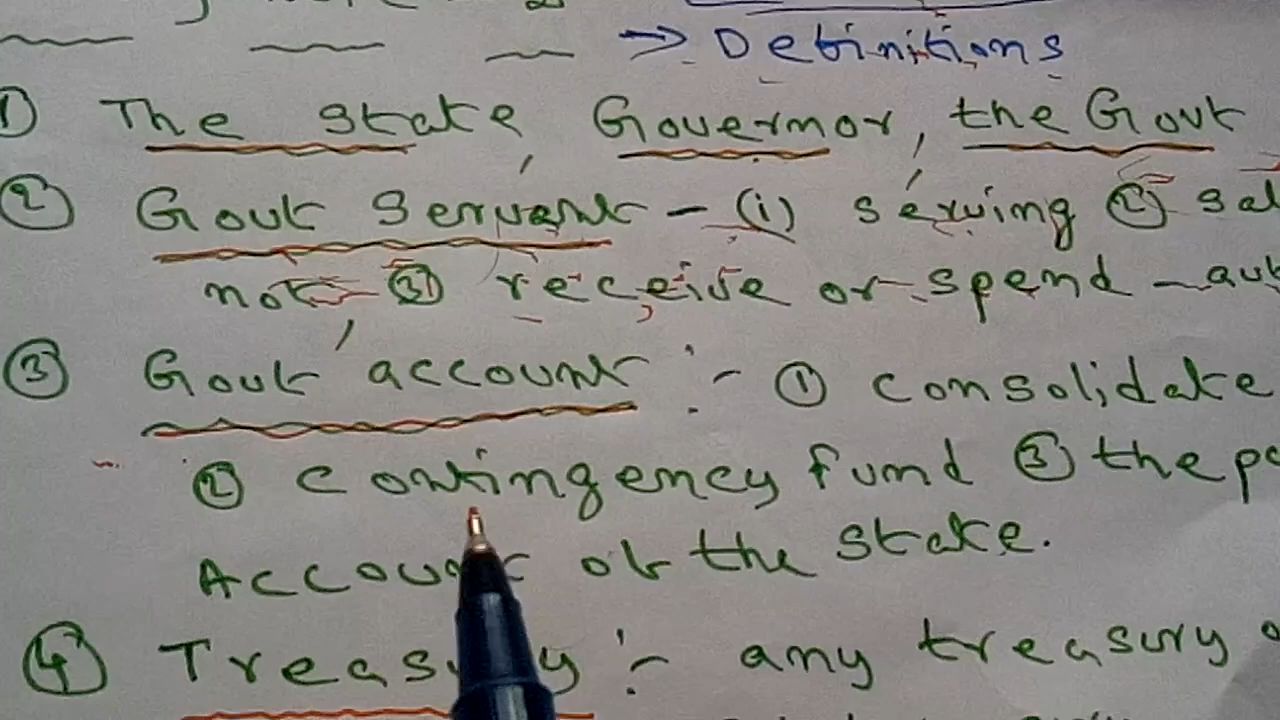 → Definitions
1) The state, Governor, the Govt
② Govt Servant - (i) serving ② sal
not ③ receive or spend - aut
③ Govt account :- ① consolidate
② contingency fund ③ the pu
Account of the state.
④ Treasury :- any treasury o